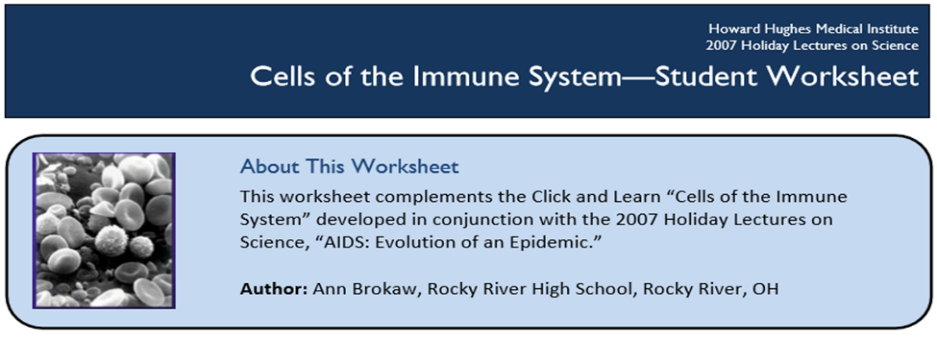 Howard Hughes Medical Institute
2007 Holiday Lectures on Science
Cells of the Immune System—Student Worksheet
About This Worksheet
This worksheet complements the Click and Learn “Cells of the Immune
System” developed in conjunction with the 2007 Holiday Lectures on
Science, “AIDS: Evolution of an Epidemic.”
Author: Ann Brokaw, Rocky River High School, Rocky River, OH